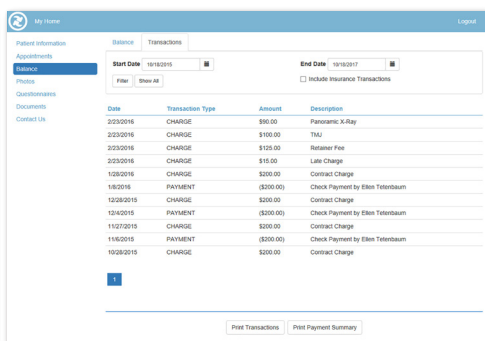 My Home Logout
Patient Information
Appointments
Balance
Photos
Questionnaires
Documents
Contact Us
Balance Transactions
Start Date 10/18/2015 End Date 10/18/2017
Filter Show All Include Insurance Transactions
Date Transaction Type Amount Description
2/23/2016 CHARGE $90.00 Panoramic X-Ray
2/23/2016 CHARGE $100.00 TMJ
2/23/2016 CHARGE $125.00 Retainer Fee
2/23/2016 CHARGE $15.00 Late Charge
1/28/2016 CHARGE $200.00 Contract Charge
1/8/2016 PAYMENT ($200.00) Check Payment by Ellen Tetenbaum
12/28/2015 CHARGE $200.00 Contract Charge
12/4/2015 PAYMENT ($200.00) Check Payment by Ellen Tetenbaum
11/27/2015 CHARGE $200.00 Contract Charge
11/6/2015 PAYMENT ($200.00) Check Payment by Ellen Tetenbaum
10/28/2015 CHARGE $200.00 Contract Charge
1
Print Transactions Print Payment Summary